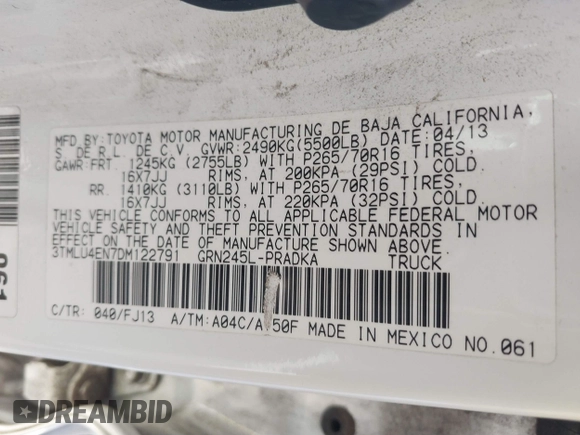 MFD.BY:TOYOTA MOTOR MANUFACTURING DE BAJA CALIFORNIA,
S. DE R.L. DE C.V. GVWR:2490KG(5500LB) DATE:04/13
GAWR:FRT. 1245KG (2755LB) WITH P265/70R16 TIRES,
16X7JJ RIMS, AT 200KPA (29PSI) COLD.
RR. 1410KG (3110LB) WITH P265/70R16 TIRES,
16X7JJ RIMS, AT 220KPA (32PSI) COLD.
THIS VEHICLE CONFORMS TO ALL APPLICABLE FEDERAL MOTOR
VEHICLE SAFETY AND THEFT PREVENTION STANDARDS IN
EFFECT ON THE DATE OF MANUFACTURE SHOWN ABOVE.
3TMLU4EN7DM122791 GRN245L-PRADKA TRUCK
C/TR: 040/FJ13 A/TM:A04C/A 50F MADE IN MEXICO NO.061
061
DREAMBID